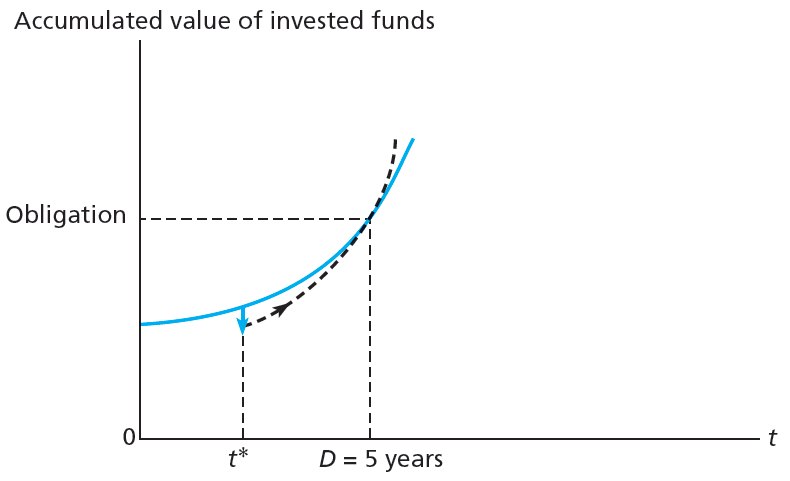 Accumulated value of invested funds
Obligation
0
t
t*
D = 5 years